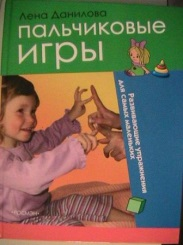 Лена Данилова
ПАЛЬЧИКОВЫЕ
ИГРЫ
Развивающие упражнения
для самых маленьких